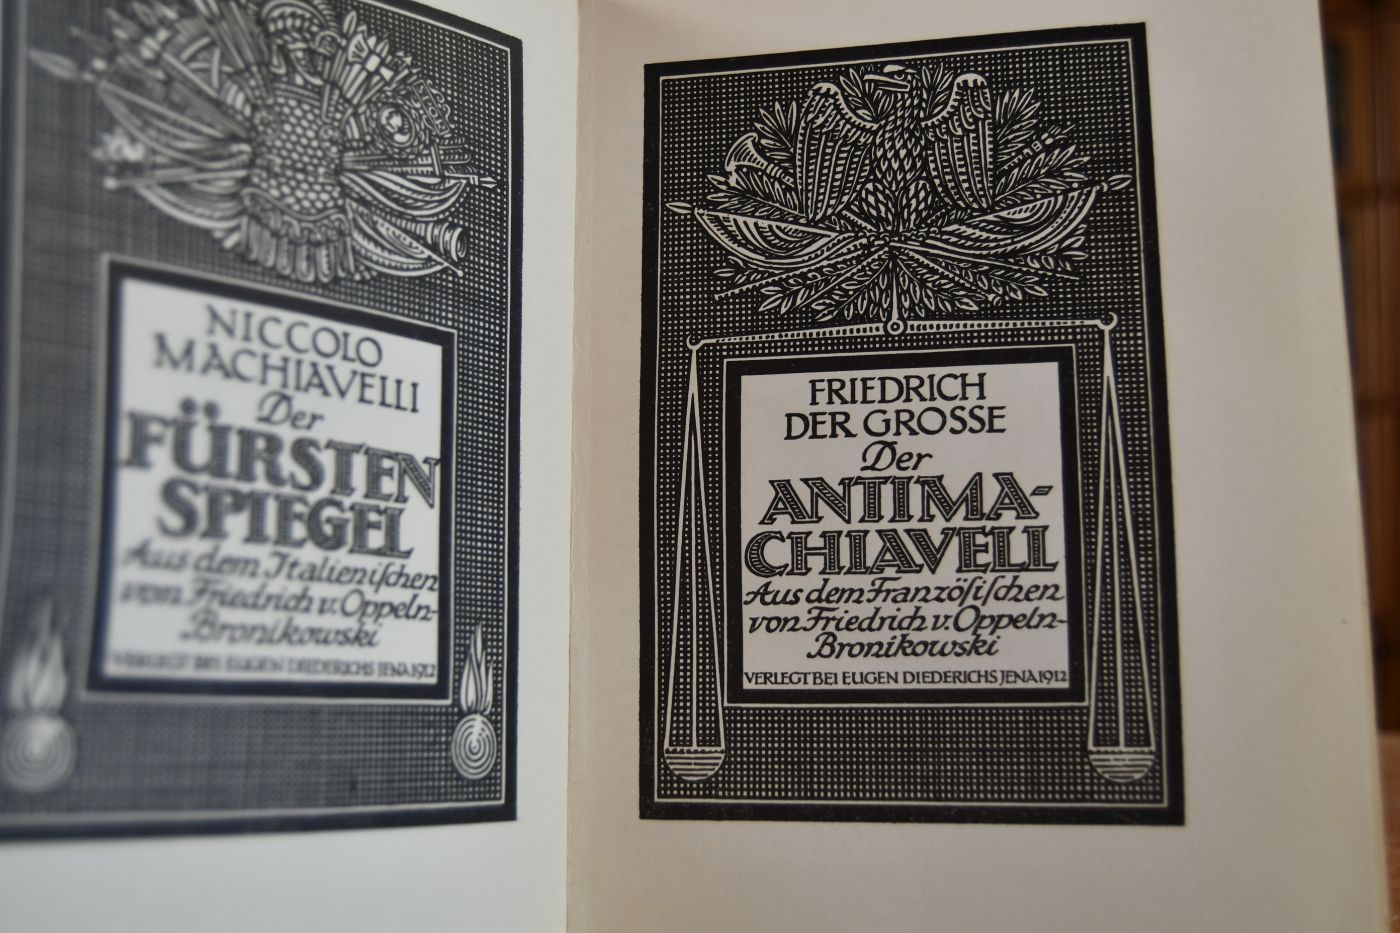 NICCOLO
MACHIAVELLI
Der
FÜRSTEN
SPIEGEL
Aus dem Italieniſchen
von Friedrich v. Oppeln-
Bronikowski
VERLEGT BEI EUGEN DIEDERICHS JENA 1912
FRIEDRICH
DER GROSSE
Der
ANTIMA-
CHIAVELL
Aus dem Franzöſiſchen
von Friedrich v. Oppeln-
Bronikowski
VERLEGT BEI EUGEN DIEDERICHS JENA 1912